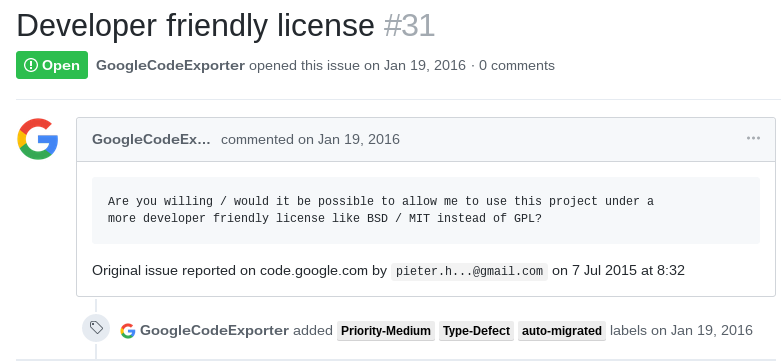 Developer friendly license #31
Open GoogleCodeExporter opened this issue on Jan 19, 2016 · 0 comments
GoogleCodeEx... commented on Jan 19, 2016 ...
Are you willing / would it be possible to allow me to use this project under a
more developer friendly license like BSD / MIT instead of GPL?
Original issue reported on code.google.com by pieter.h...@gmail.com on 7 Jul 2015 at 8:32
GoogleCodeExporter added Priority-Medium Type-Defect auto-migrated labels on Jan 19, 2016